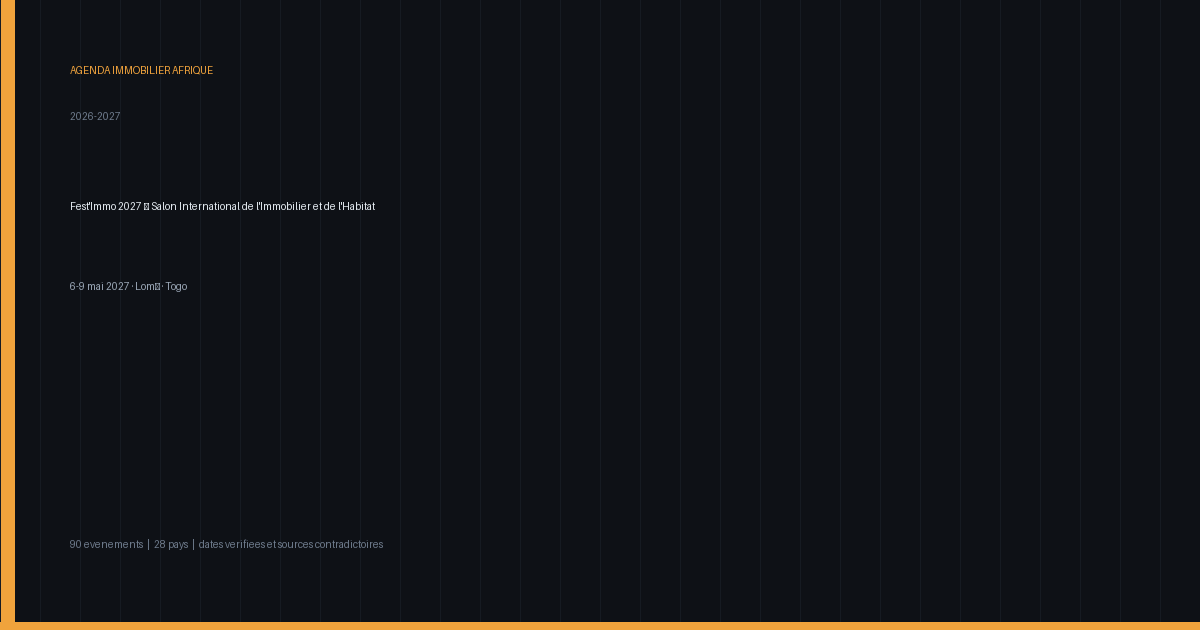 AGENDA IMMOBILIER AFRIQUE
2026-2027
Fest'Immo 2027 ▯ Salon International de l'Immobilier et de l'Habitat
6-9 mai 2027 · Lom▯ · Togo
90 evenements | 28 pays | dates verifiees et sources contradictoires